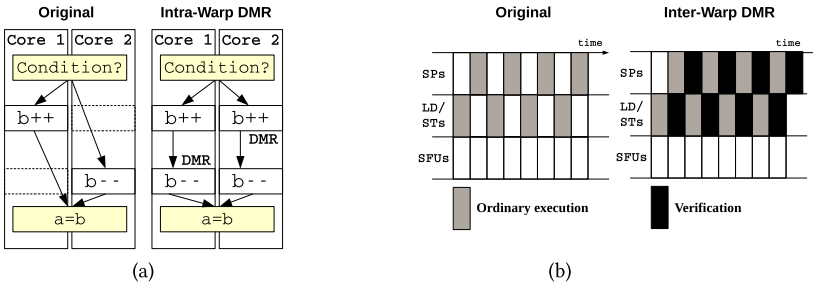 Original
Intra-Warp DMR
Core 1 Core 2
Core 1 Core 2
Condition?
Condition?
b++
b++
b++
DMR
DMR
b--
b--
b--
a=b
a=b
(a)
Original
Inter-Warp DMR
time
time
SPs
SPs
LD/
STs
LD/
STs
SFUs
SFUs
Ordinary execution
Verification
(b)